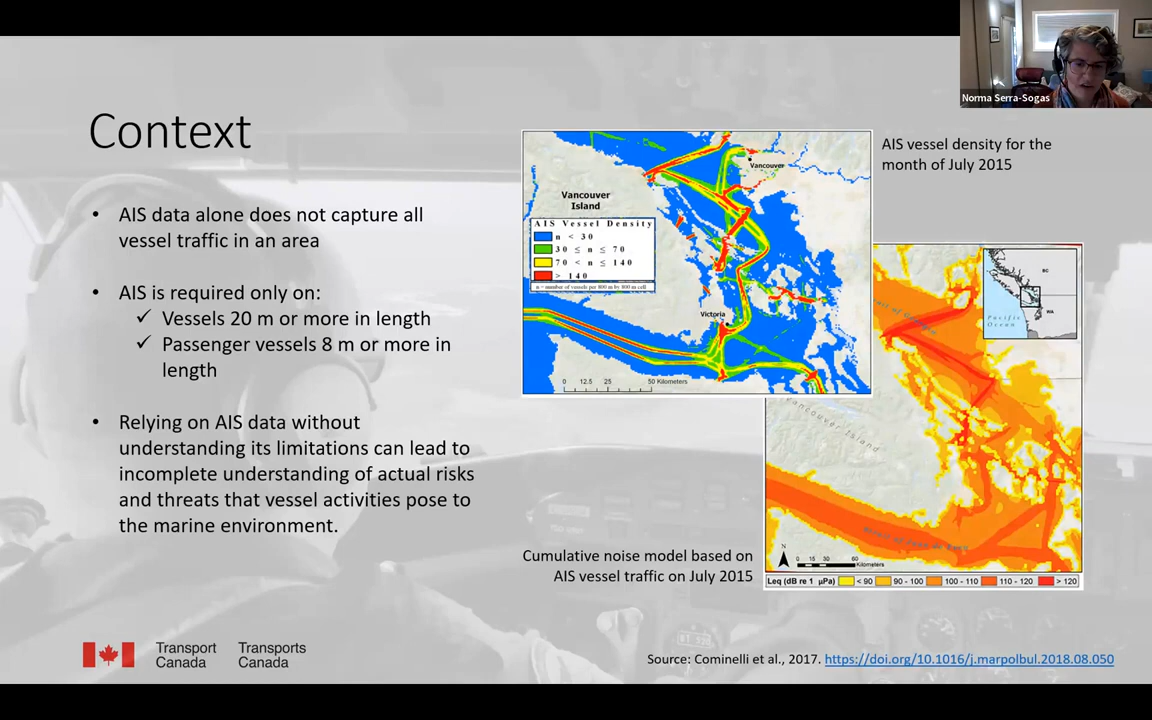 Norma Serra-Sogas
Context
• AIS data alone does not capture all
vessel traffic in an area
• AIS is required only on:
✓ Vessels 20 m or more in length
✓ Passenger vessels 8 m or more in
length
• Relying on AIS data without
understanding its limitations can lead to
incomplete understanding of actual risks
and threats that vessel activities pose to
the marine environment.
AIS vessel density for the
month of July 2015
Vancouver
Vancouver
Island
AIS Vessel Density
n < 30
30 ≤ n ≤ 70
70 < n ≤ 140
> 140
n = number of vessels per 800 m by 800 m cell
Victoria
0 12.5 25 50 Kilometers
BC
WA
Pacific
Ocean
Vancouver Island
Strait of Juan de Fuca
N
0 15 30 60
Kilometers
Leq (dB re 1 μPa) < 90 90 - 100 100 - 110 110 - 120 > 120
Cumulative noise model based on
AIS vessel traffic on July 2015
Transport
Canada
Transports
Canada
Source: Cominelli et al., 2017. https://doi.org/10.1016/j.marpolbul.2018.08.050